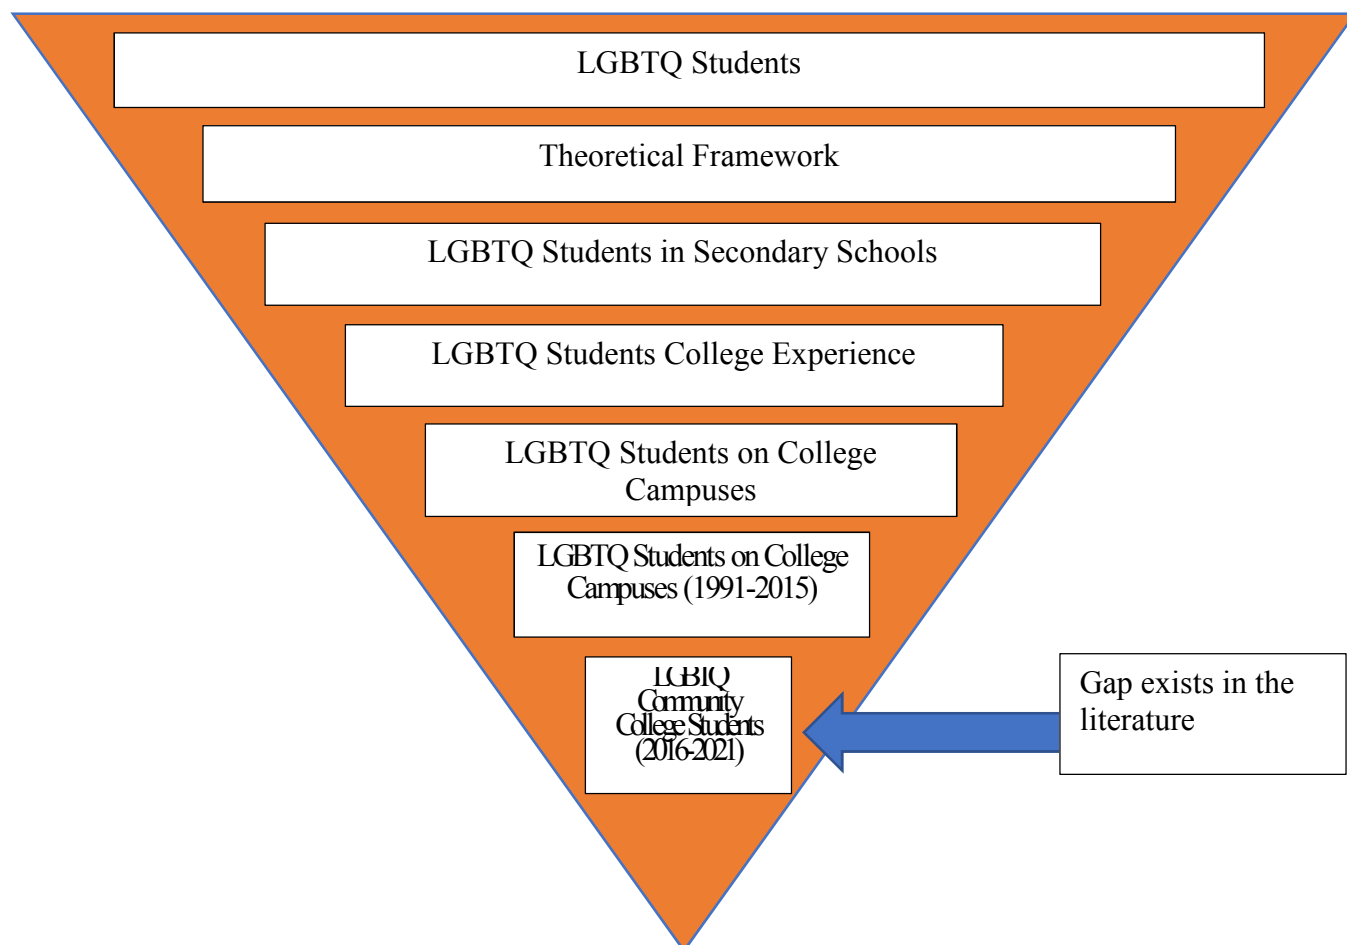 LGBTQ Students
Theoretical Framework
LGBTQ Students in Secondary Schools
LGBTQ Students College Experience
LGBTQ Students on College
Campuses
LGBTQ Students on College
Campuses (1991-2015)
LGBTQ
Community
College Students
(2016-2021)
Gap exists in the
literature